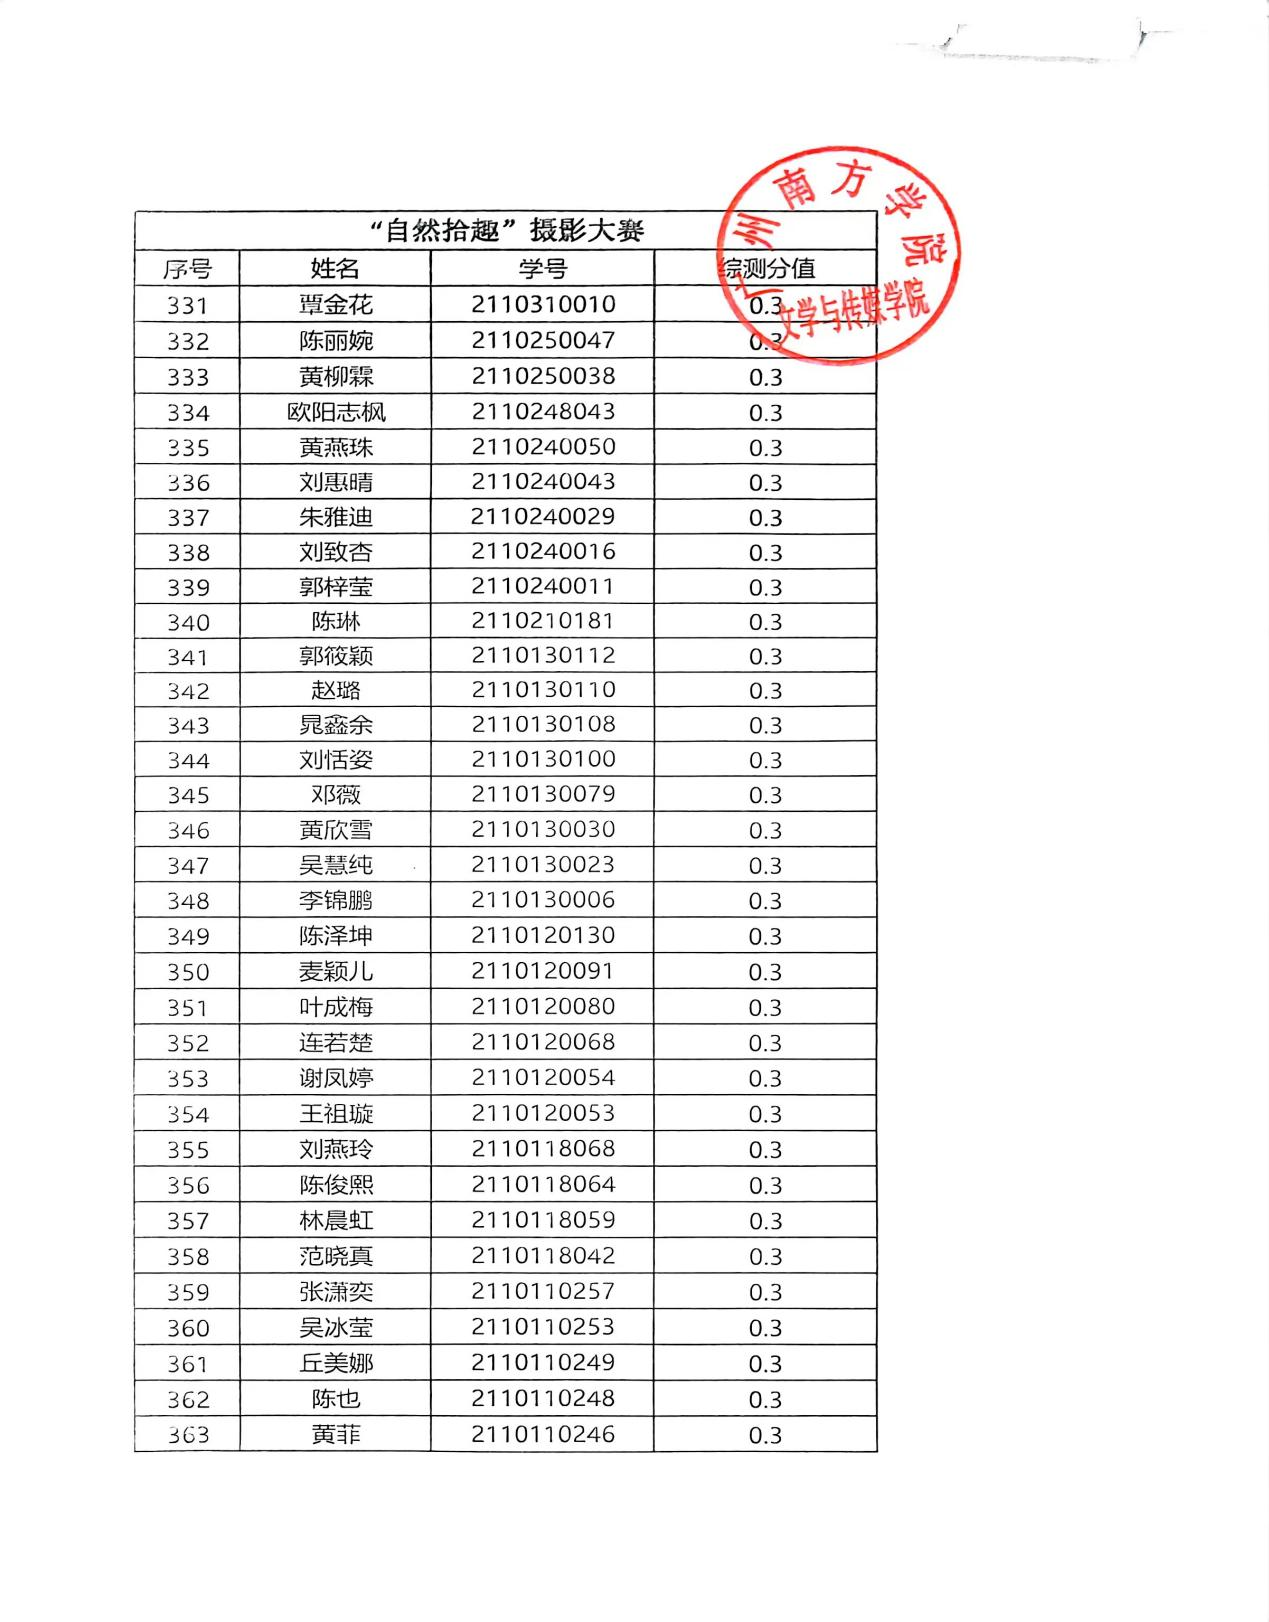 广州南方学院
文学与传媒学院
“自然拾趣”摄影大赛
序号 姓名 学号 综测分值
331 覃金花 2110310010 0.3
332 陈丽婉 2110250047 0.3
333 黄柳霖 2110250038 0.3
334 欧阳志枫 2110248043 0.3
335 黄燕珠 2110240050 0.3
336 刘惠晴 2110240043 0.3
337 朱雅迪 2110240029 0.3
338 刘致杏 2110240016 0.3
339 郭梓莹 2110240011 0.3
340 陈琳 2110210181 0.3
341 郭筱颖 2110130112 0.3
342 赵璐 2110130110 0.3
343 晁鑫余 2110130108 0.3
344 刘恬姿 2110130100 0.3
345 邓薇 2110130079 0.3
346 黄欣雪 2110130030 0.3
347 吴慧纯 2110130023 0.3
348 李锦鹏 2110130006 0.3
349 陈泽坤 2110120130 0.3
350 麦颖儿 2110120091 0.3
351 叶成梅 2110120080 0.3
352 连若楚 2110120068 0.3
353 谢凤婷 2110120054 0.3
354 王祖璇 2110120053 0.3
355 刘燕玲 2110118068 0.3
356 陈俊熙 2110118064 0.3
357 林晨虹 2110118059 0.3
358 范晓真 2110118042 0.3
359 张潇奕 2110110257 0.3
360 吴冰莹 2110110253 0.3
361 丘美娜 2110110249 0.3
362 陈也 2110110248 0.3
363 黄菲 2110110246 0.3